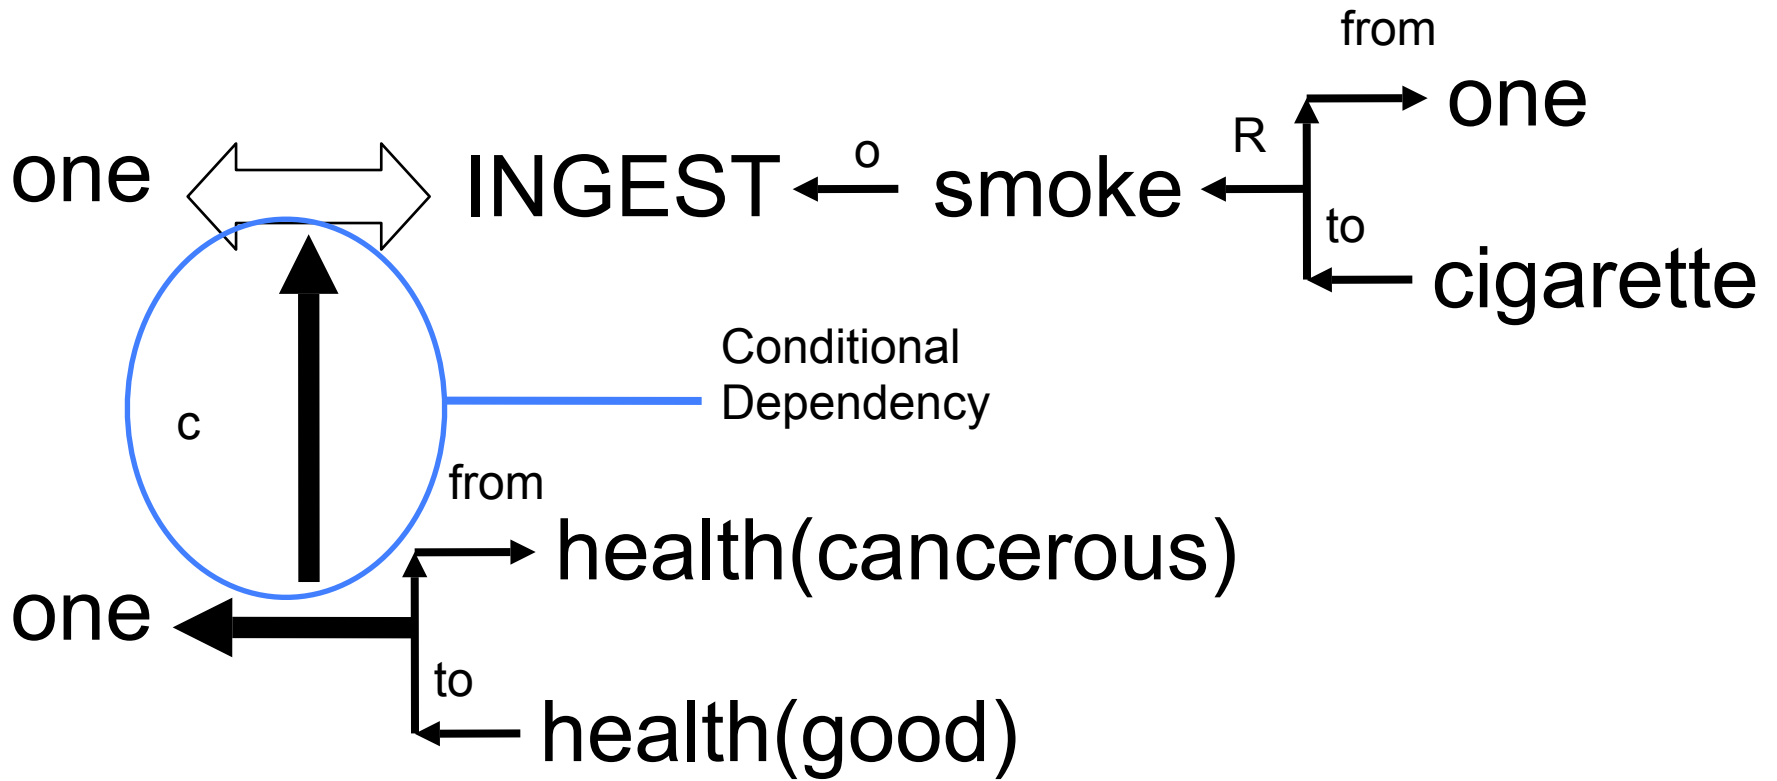 from
one
one INGEST o smoke R
to
cigarette
Conditional
Dependency
c
from
health(cancerous)
one
to
health(good)